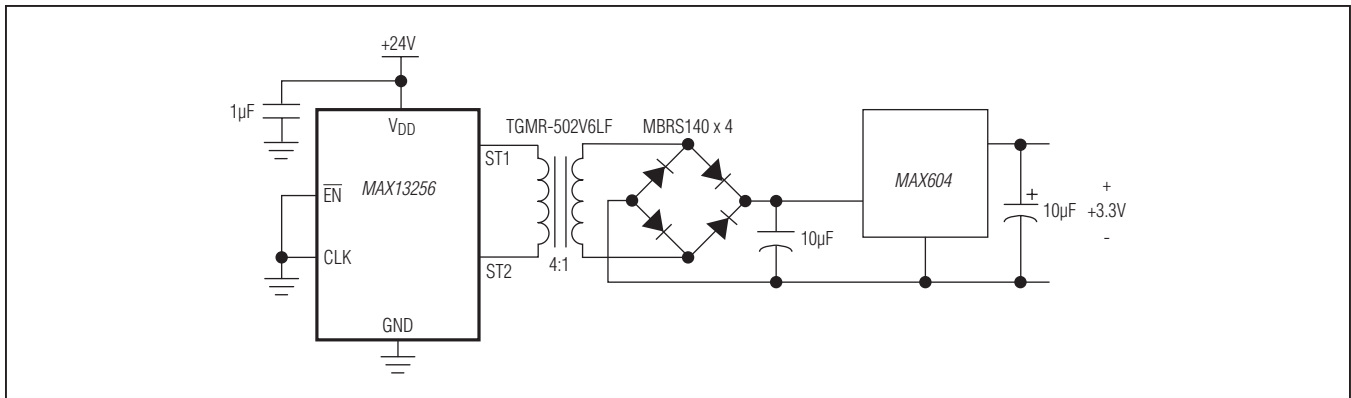 +24V
1µF
VDD
TGMR-502V6LF
MBRS140 x 4
ST1
EN
MAX13256
MAX604
+
+
10µF
+3.3V
-
10µF
CLK
ST2
4:1
GND